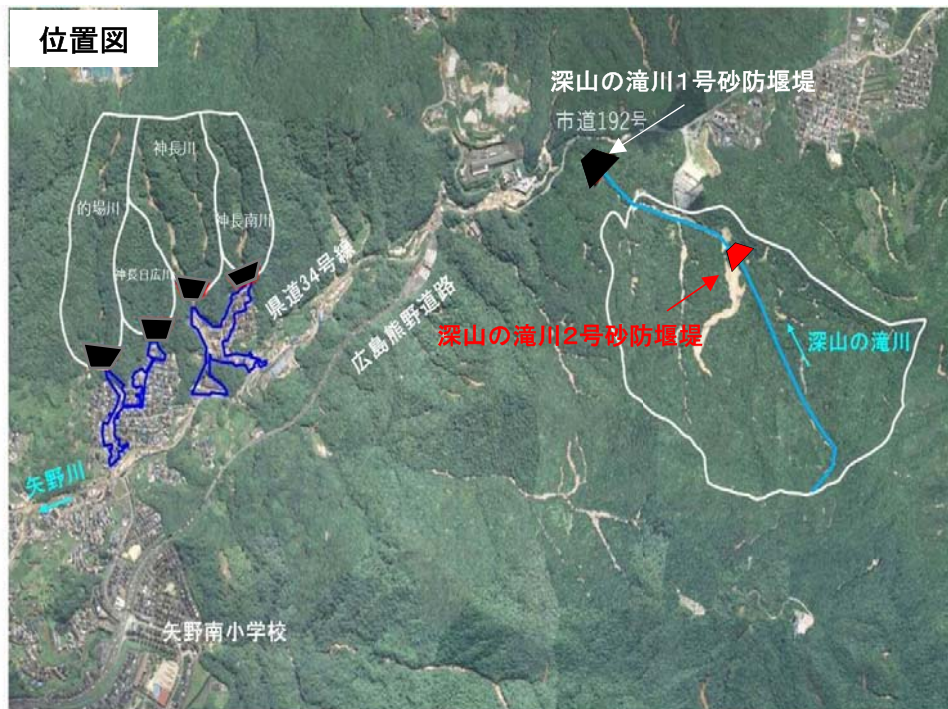 位置図
深山の滝川1号砂防堰堤
市道192号
神長川
神長南川
的場川
神長日広川
県道34号線
広島熊野道路
深山の滝川2号砂防堰堤
深山の滝川
矢野川
矢野南小学校